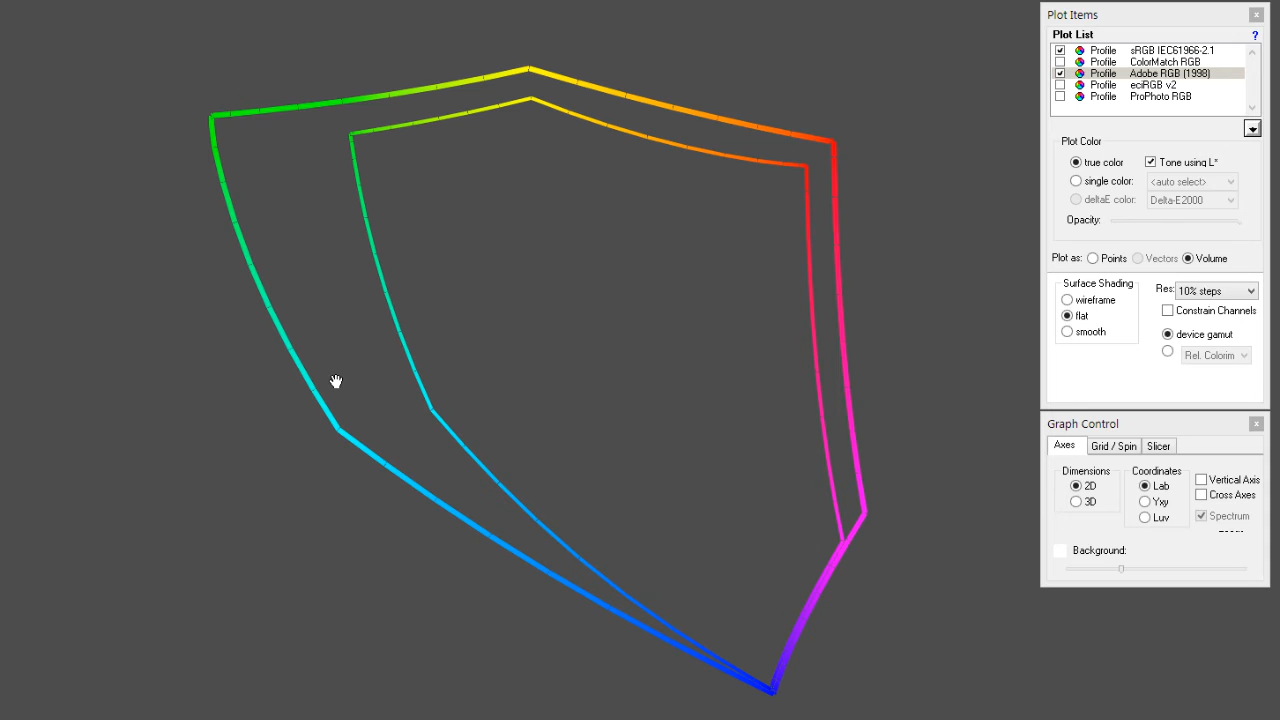 Plot Items
Plot List
?
Profile sRGB IEC61966-2.1
Profile ColorMatch RGB
Profile Adobe RGB (1998)
Profile eciRGB v2
Profile ProPhoto RGB
Plot Color
true color
Tone using L*
single color:
<auto select>
deltaE color:
Delta-E2000
Opacity:
Plot as:
Points
Vectors
Volume
Surface Shading
wireframe
flat
smooth
Res:
10% steps
Constrain Channels
device gamut
Rel. Colorim
Graph Control
Axes
Grid / Spin
Slicer
Dimensions
2D
3D
Coordinates
Lab
Yxy
Luv
Vertical Axis
Cross Axes
Spectrum
Background: